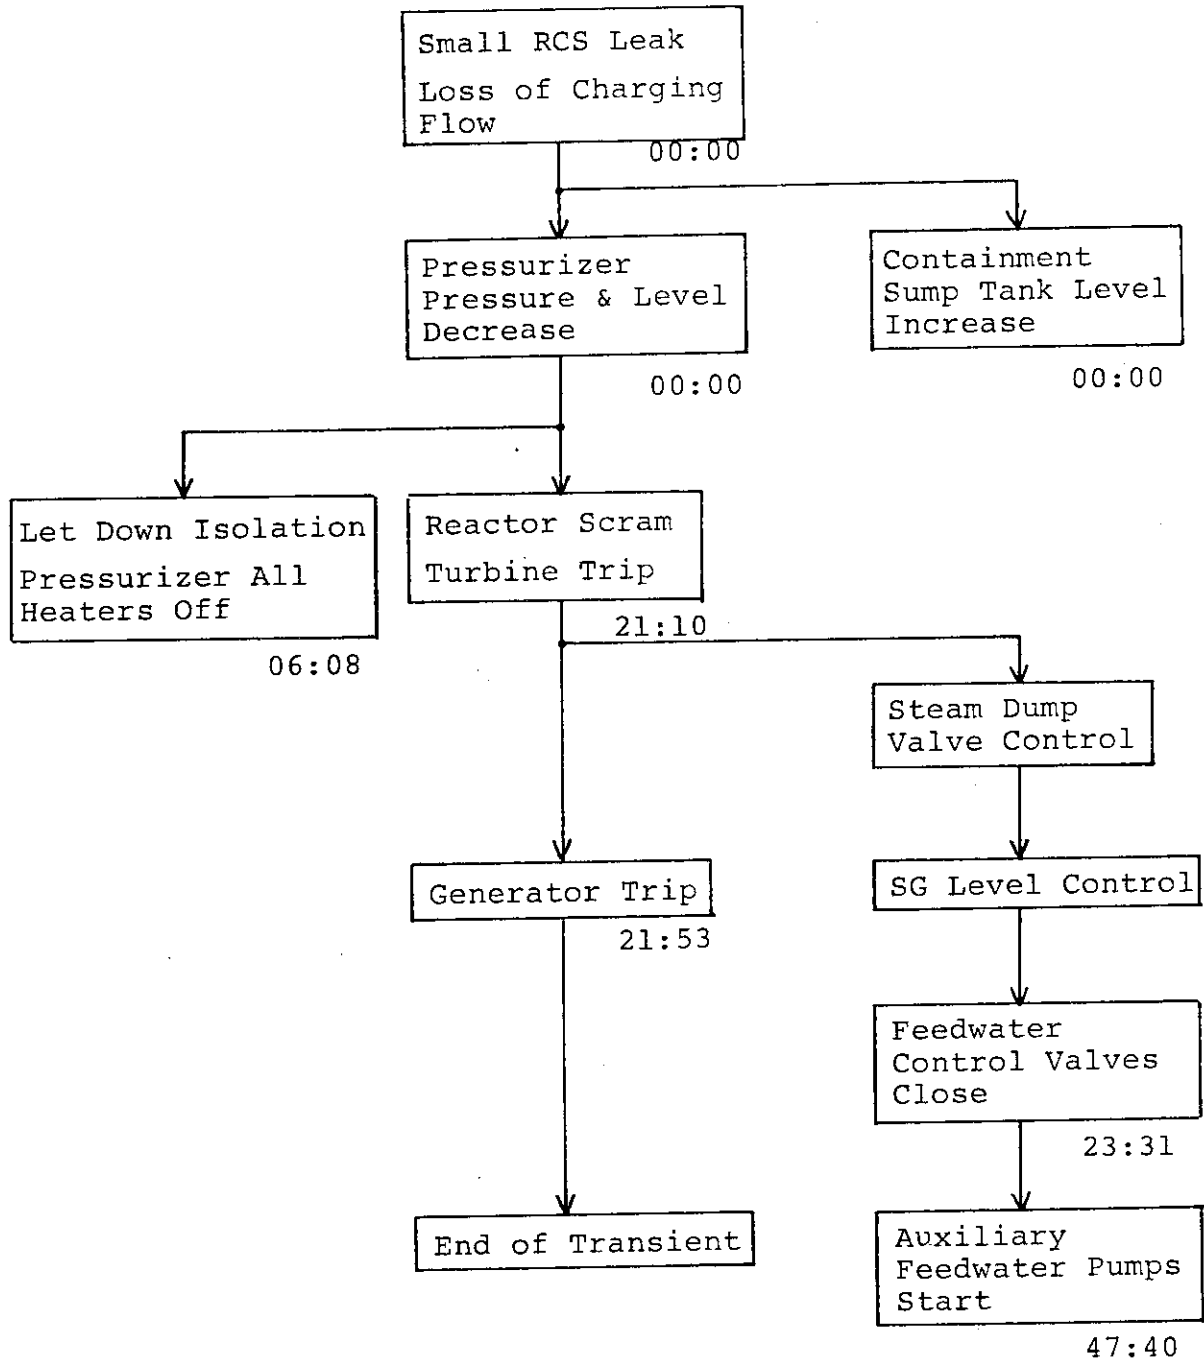 Small RCS Leak
Loss of Charging
Flow
00:00
Pressurizer
Pressure & Level
Decrease
00:00
Containment
Sump Tank Level
Increase
00:00
Let Down Isolation
Pressurizer All
Heaters Off
06:08
Reactor Scram
Turbine Trip
21:10
Steam Dump
Valve Control
Generator Trip
21:53
SG Level Control
Feedwater
Control Valves
Close
23:31
End of Transient
Auxiliary
Feedwater Pumps
Start
47:40